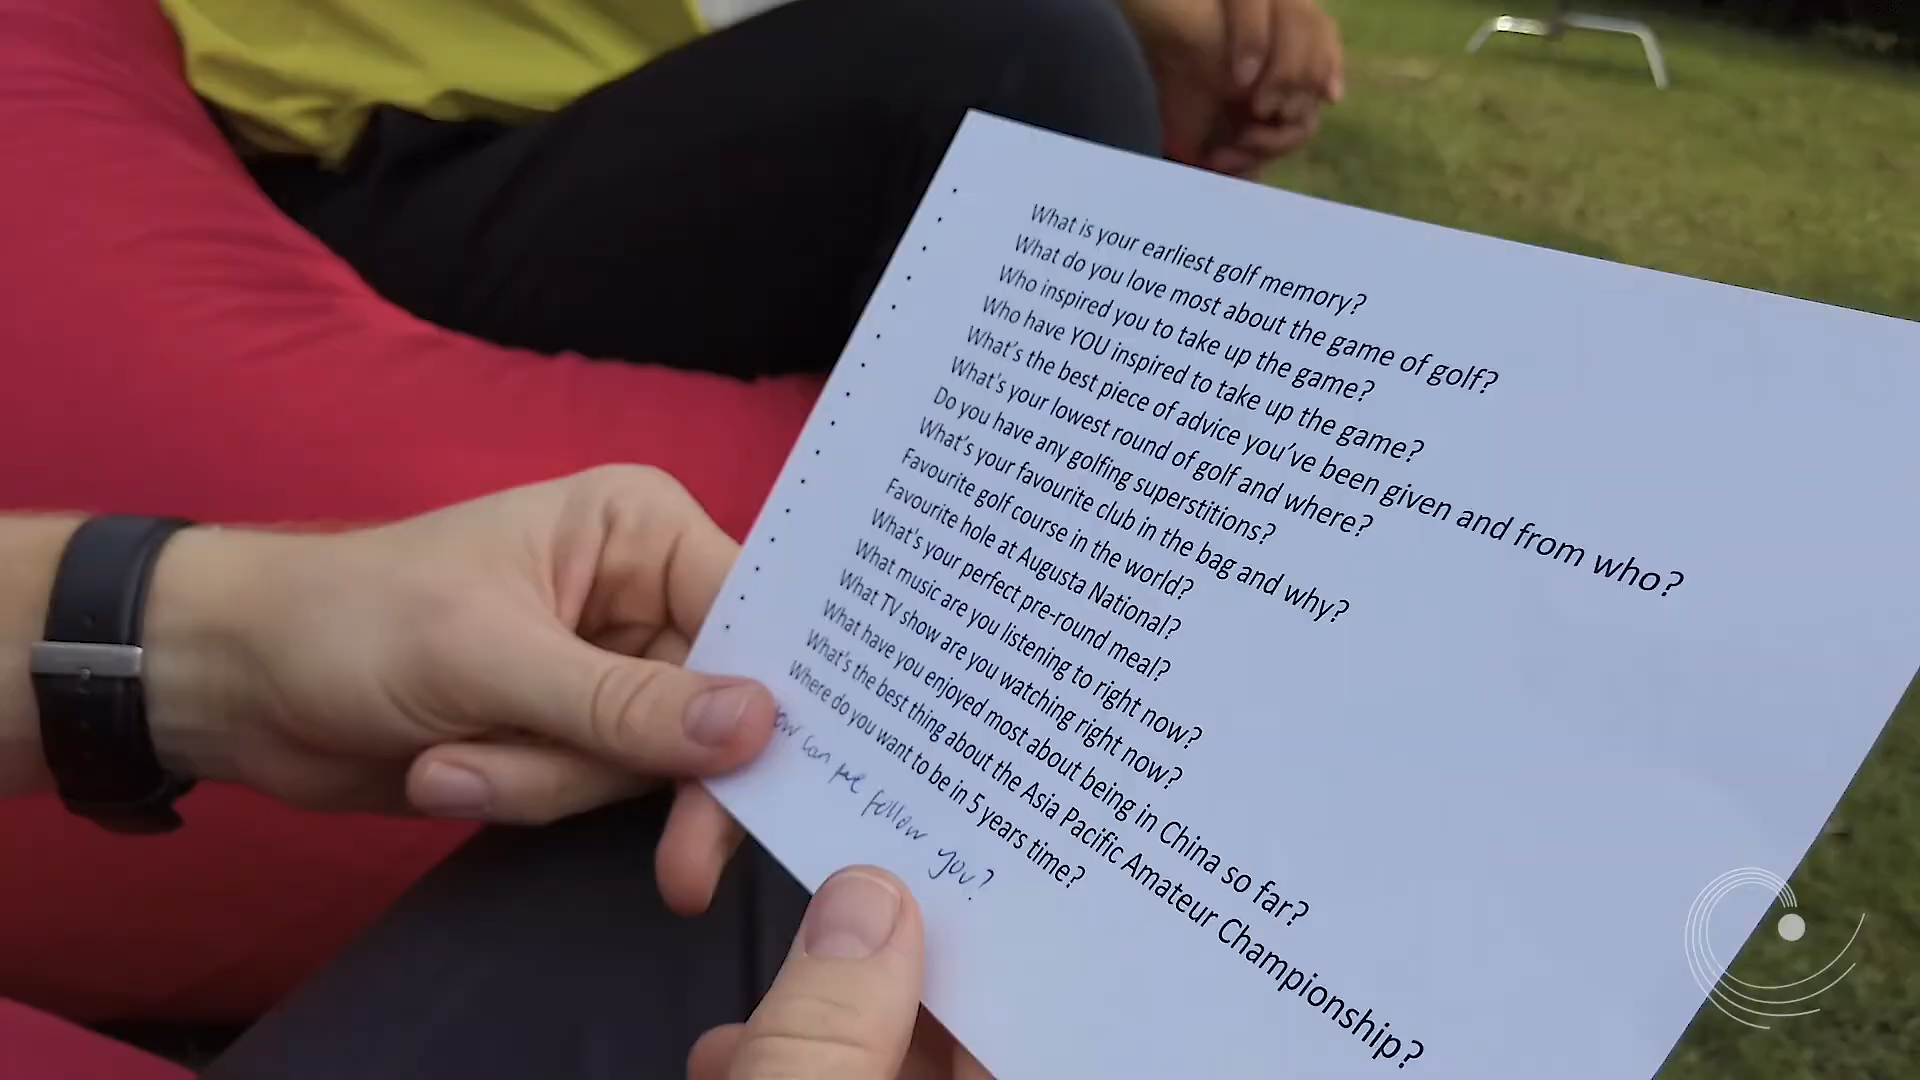 What is your earliest golf memory?
What do you love most about the game of golf?
Who inspired you to take up the game?
Who have YOU inspired to take up the game?
What's the best piece of advice you've been given and from who?
What's your lowest round of golf and where?
Do you have any golfing superstitions?
What's your favourite club in the bag and why?
Favourite golf course in the world?
Favourite hole at Augusta National?
What's your perfect pre-round meal?
What music are you listening to right now?
What TV show are you watching right now?
What have you enjoyed most about being in China so far?
What's the best thing about the Asia Pacific Amateur Championship?
Where do you want to be in 5 years time?
can we follow you?